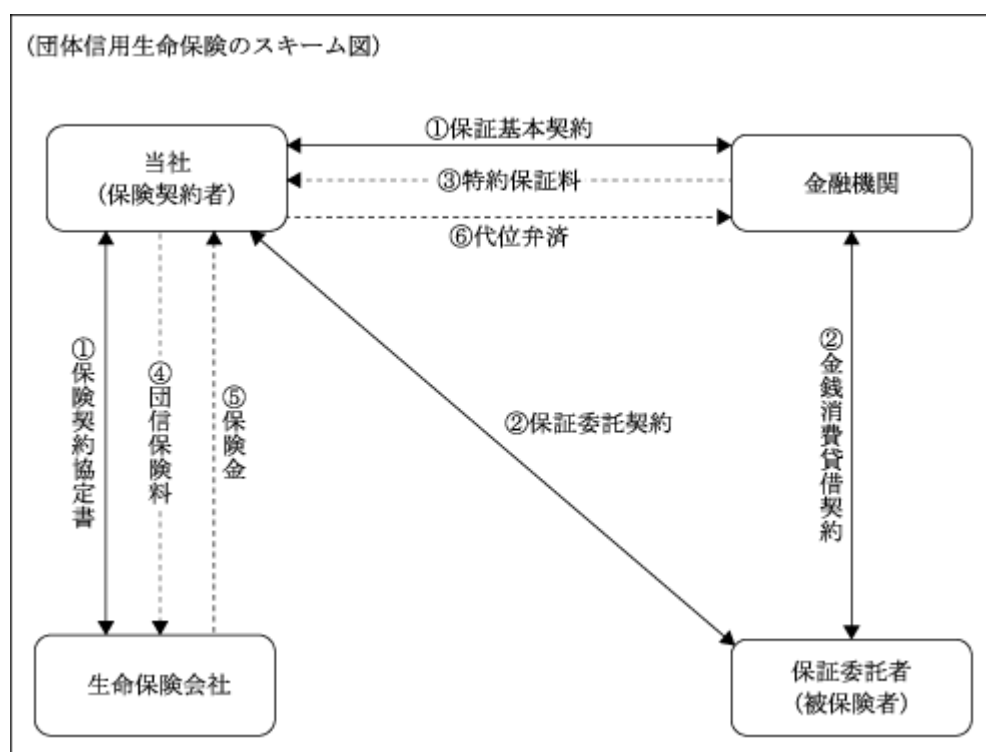 (団体信用生命保険のスキーム図)
①保証基本契約
当社
(保険契約者)
③特約保証料
金融機関
⑥代位弁済
①保険契約協定書
④団信保険料
⑤保険金
②保証委託契約
②金銭消費貸借契約
生命保険会社
保証委託者
(被保険者)